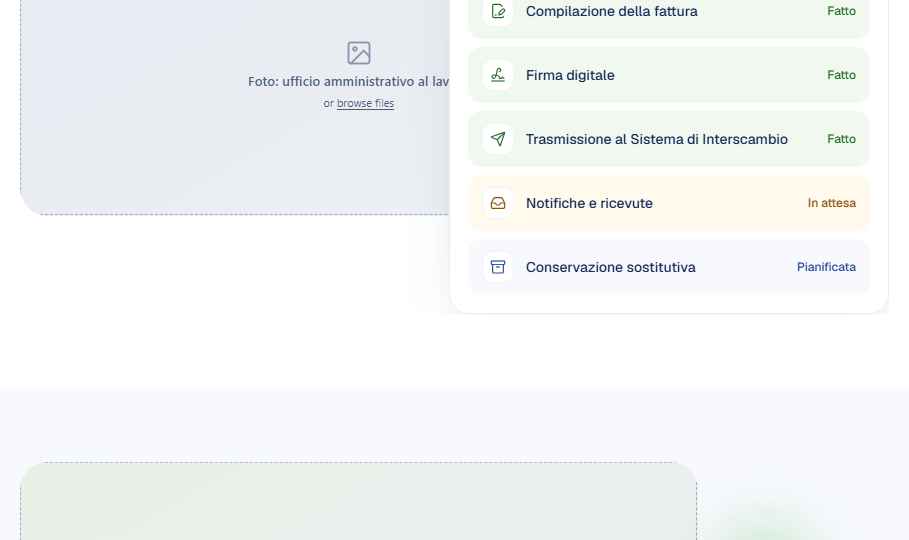 Compilazione della fattura
Fatto
Foto: ufficio amministrativo al
or browse files
Firma digitale
Fatto
Trasmissione al Sistema di Interscambio
Fatto
Notifiche e ricevute
In attesa
Conservazione sostitutiva
Pianificata